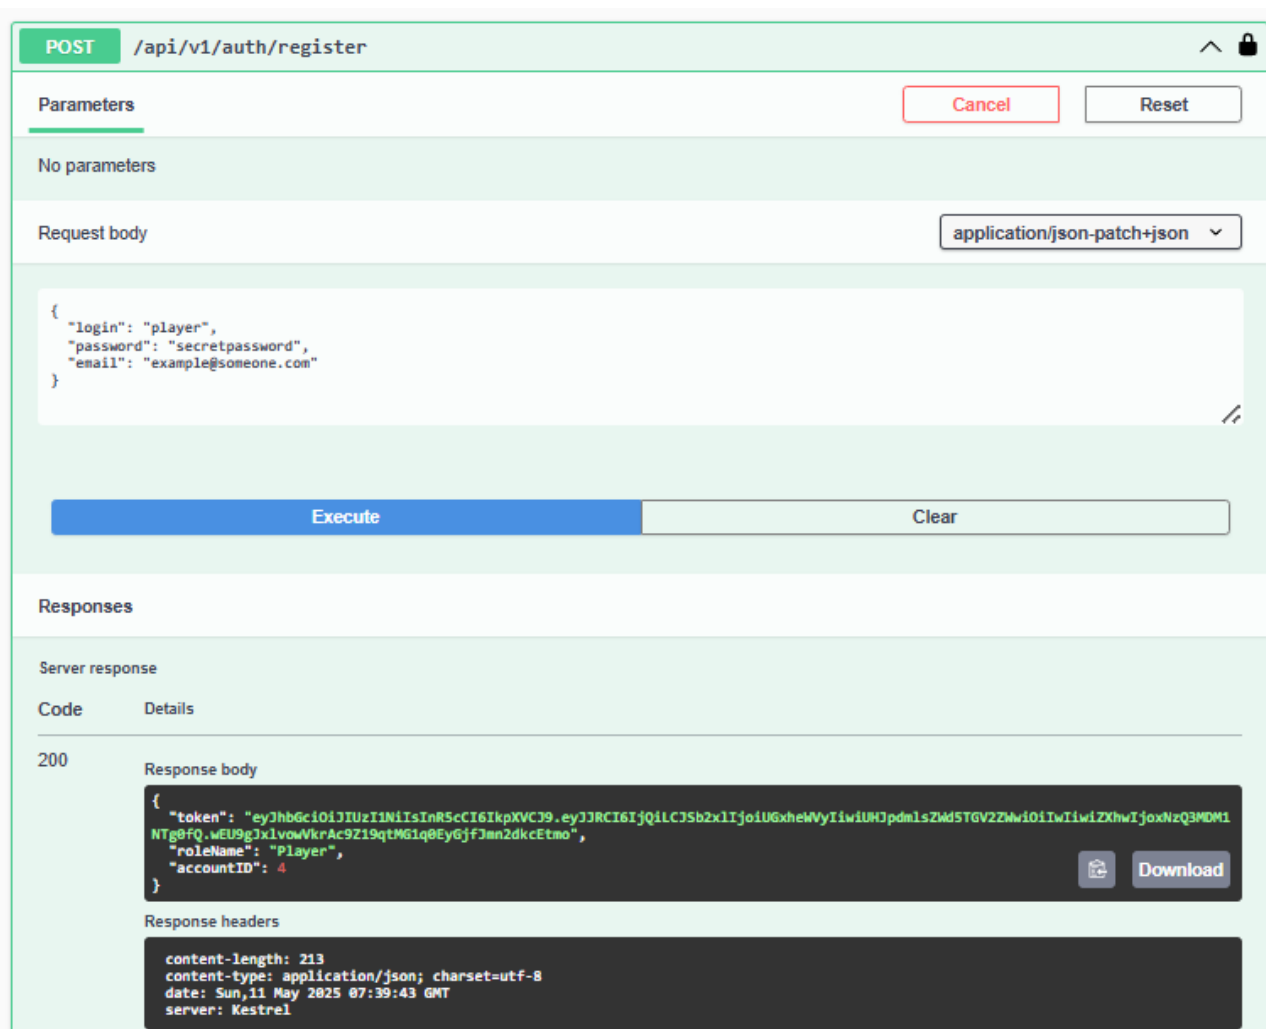 POST /api/v1/auth/register
Parameters
Cancel
Reset
No parameters
Request body
application/json-patch+json
{
"login": "player",
"password": "secretpassword",
"email": "example@someone.com"
}
Execute
Clear
Responses
Server response
Code Details
200
Response body
{
"token": "eyJhbGciOiJIUzI1NiIsInR5cCI6IkpXVCJ9.eyJJRCI6IjQiLCJSb2xlIjoiUGxheWVyIiwiUHJpdmlsZWd5TGV2ZWwiOiIwIiwiZXhwIjoxNzQ3MDM1
NTg0fQ.wEU9gJxlvowVkrAc9Z19qtMG1q0EyGjfJmn2dkcEtmo",
"roleName": "Player",
"accountID": 4
}
Download
Response headers
content-length: 213
content-type: application/json; charset=utf-8
date: Sun,11 May 2025 07:39:43 GMT
server: Kestrel